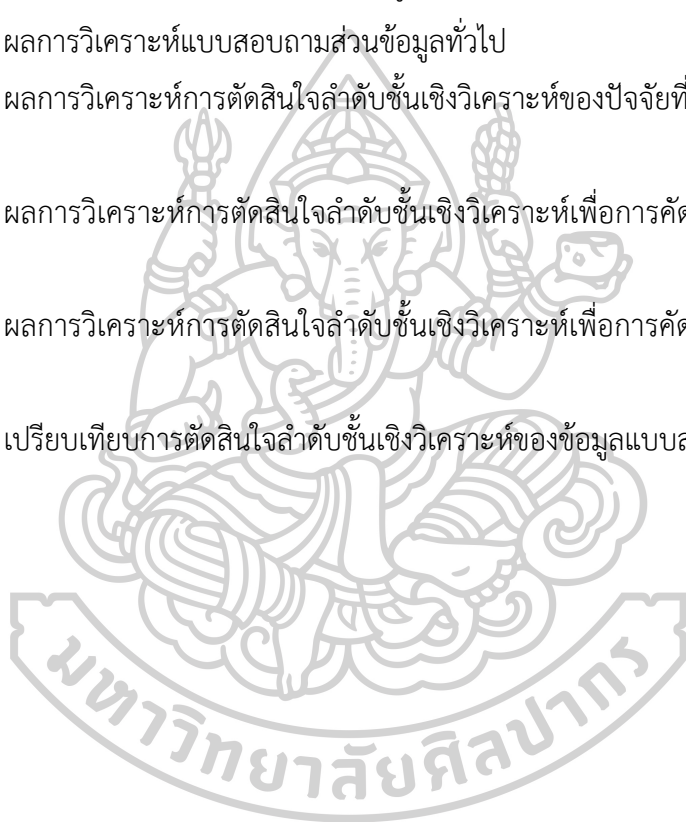 ผลการวิเคราะห์แบบสอบถามส่วนข้อมูลทั่วไป
ผลการวิเคราะห์การตัดสินใจลำดับชั้นเชิงวิเคราะห์ของปัจจัยที่
ผลการวิเคราะห์การตัดสินใจลำดับชั้นเชิงวิเคราะห์เพื่อการคัด
ผลการวิเคราะห์การตัดสินใจลำดับชั้นเชิงวิเคราะห์เพื่อการคัด
เปรียบเทียบการตัดสินใจลำดับชั้นเชิงวิเคราะห์ของข้อมูลแบบส
มหาวิทยาลัยศิลปากร